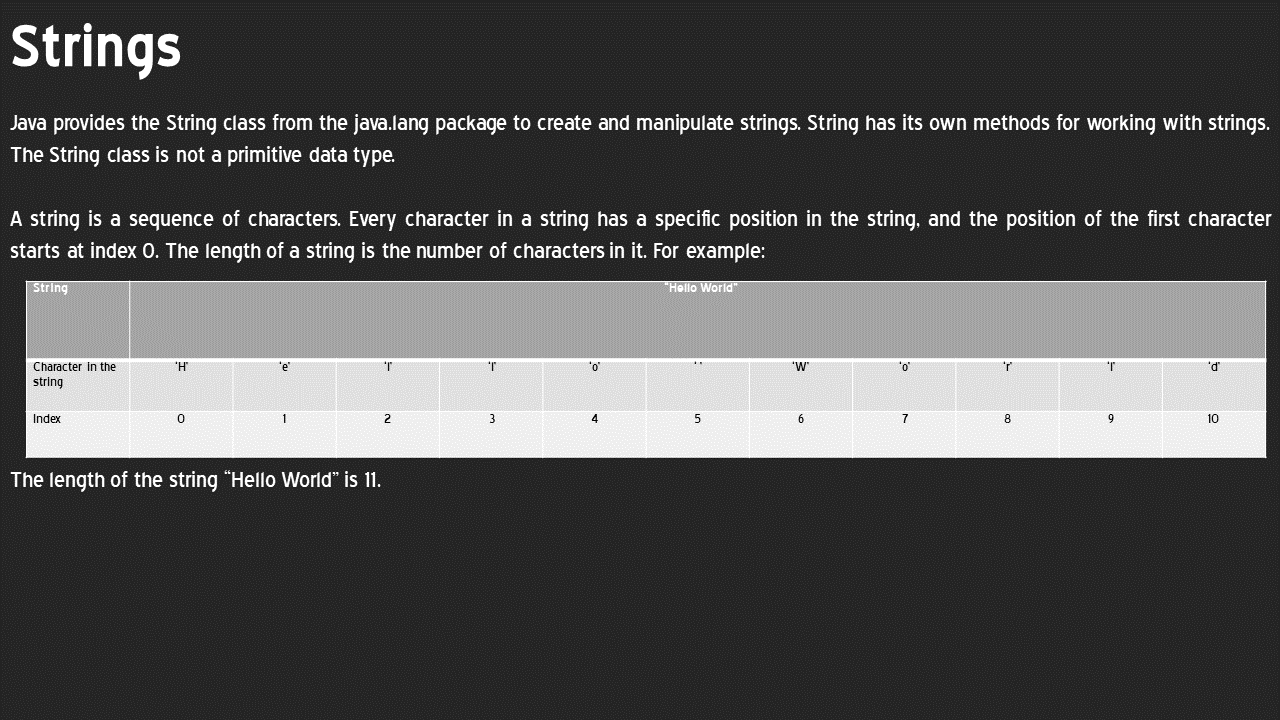 Strings
Java provides the String class from the java.lang package to create and manipulate strings. String has its own methods for working with strings.
The String class is not a primitive data type.
A string is a sequence of characters. Every character in a string has a specific position in the string, and the position of the first character
starts at index 0. The length of a string is the number of characters in it. For example:
String "Hello World"
Character in the
string 'H' 'e' 'l' 'l' 'o' ' ' 'W' 'o' 'r' 'l' 'd'
Index 0 1 2 3 4 5 6 7 8 9 10
The length of the string “Hello World” is 11.